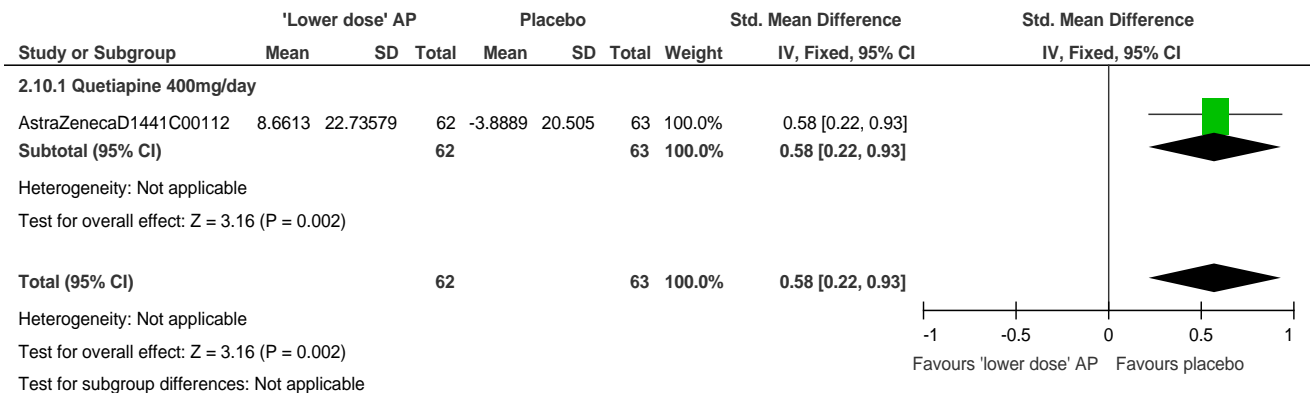 'Lower dose' AP Placebo Std. Mean Difference Std. Mean Difference
Study or Subgroup Mean SD Total Mean SD Total Weight IV, Fixed, 95% CI IV, Fixed, 95% CI
2.10.1 Quetiapine 400mg/day
AstraZenecaD1441C00112 8.6613 22.73579 62 -3.8889 20.505 63 100.0% 0.58 [0.22, 0.93]
Subtotal (95% CI) 62 63 100.0% 0.58 [0.22, 0.93]
Heterogeneity: Not applicable
Test for overall effect: Z = 3.16 (P = 0.002)
Total (95% CI) 62 63 100.0% 0.58 [0.22, 0.93]
Heterogeneity: Not applicable
Test for overall effect: Z = 3.16 (P = 0.002)
Test for subgroup differences: Not applicable
-1 -0.5 0 0.5 1
Favours 'lower dose' AP Favours placebo